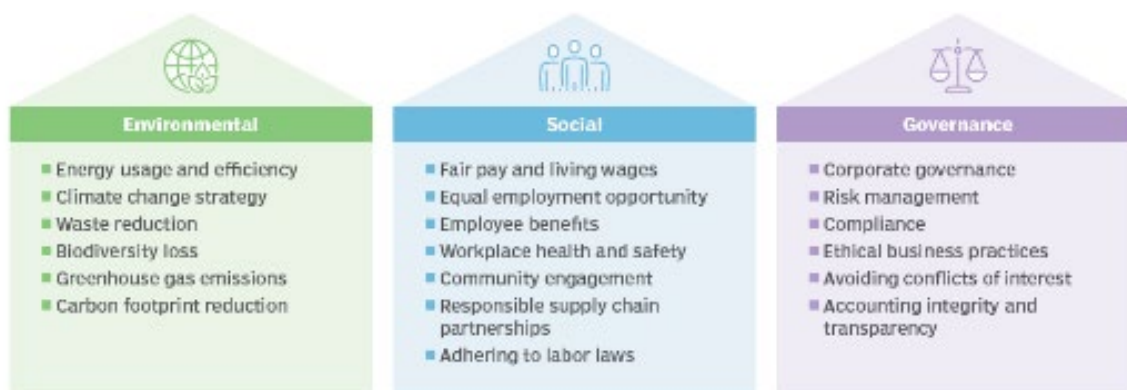 Environmental
Energy usage and efficiency
Climate change strategy
Waste reduction
Biodiversity loss
Greenhouse gas emissions
Carbon footprint reduction
Social
Fair pay and living wages
Equal employment opportunity
Employee benefits
Workplace health and safety
Community engagement
Responsible supply chain
partnerships
Adhering to labor laws
Governance
Corporate governance
Risk management
Compliance
Ethical business practices
Avoiding conflicts of interest
Accounting integrity and
transparency